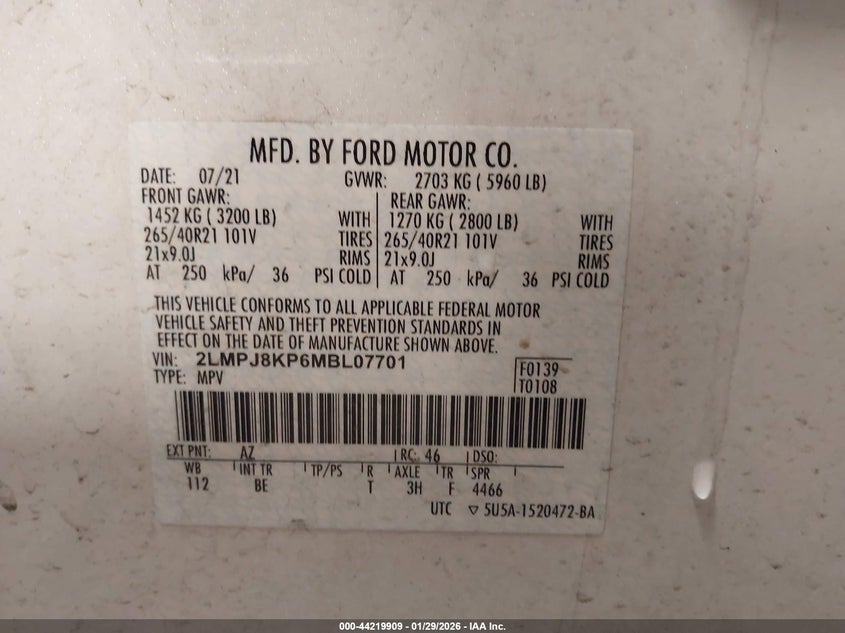 MFD. BY FORD MOTOR CO.
DATE: 07/21 GVWR: 2703 KG ( 5960 LB)
FRONT GAWR: REAR GAWR:
1452 KG ( 3200 LB) WITH 1270 KG ( 2800 LB) WITH
265/40R21 101V TIRES 265/40R21 101V TIRES
21x9.0J RIMS 21x9.0J RIMS
AT 250 kPa/ 36 PSI COLD AT 250 kPa/ 36 PSI COLD
THIS VEHICLE CONFORMS TO ALL APPLICABLE FEDERAL MOTOR
VEHICLE SAFETY AND THEFT PREVENTION STANDARDS IN
EFFECT ON THE DATE OF MANUFACTURE SHOWN ABOVE.
VIN: 2LMPJ8KP6MBL07701
TYPE: MPV
F0139
T0108
EXT PNT: AZ RC: 46 DSO:
WB INT TR TP/PS R AXLE TR SPR
112 BE T 3H F 4466
UTC ▽ 5U5A-1520472-BA
000-44219909 - 01/29/2026 - IAA Inc.